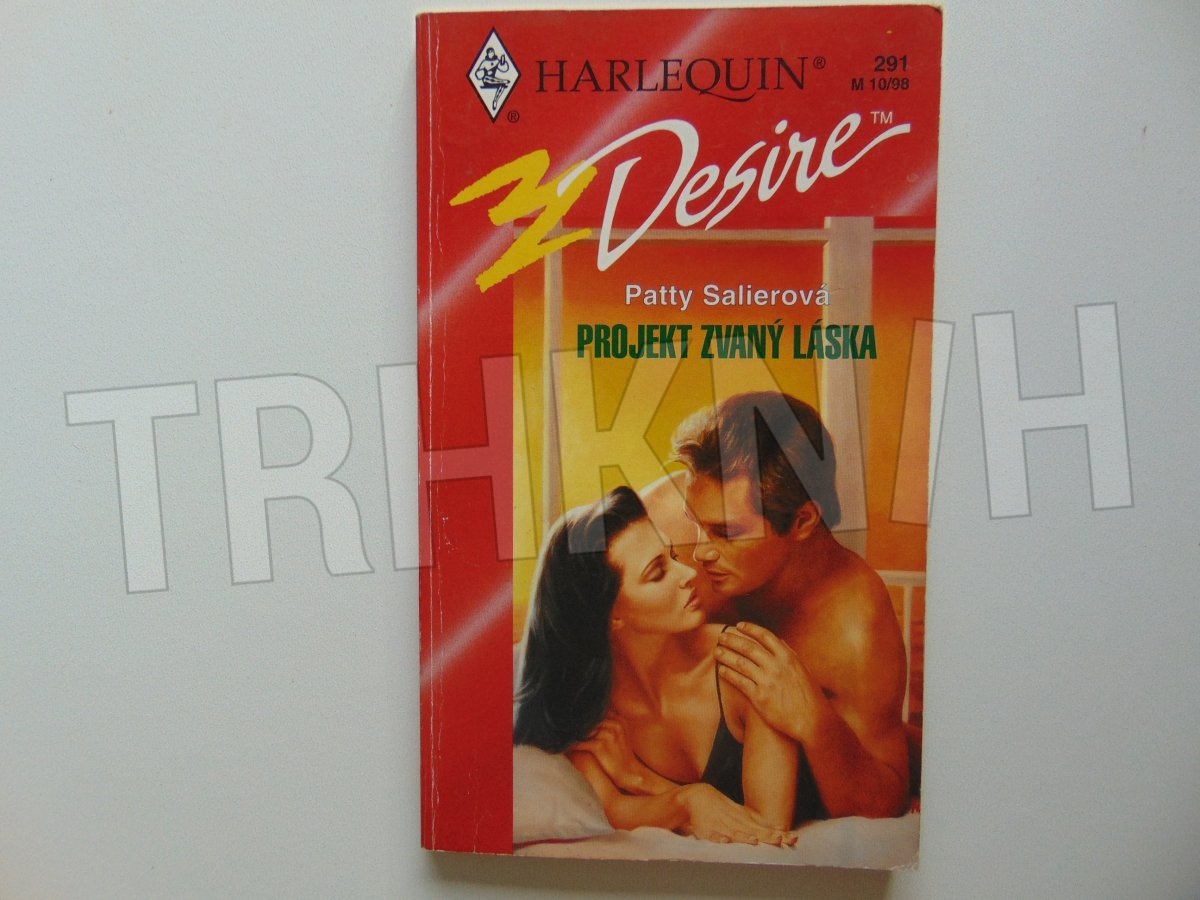 HARLEQUIN®
291
M 10/98
®
Desire™
Patty Salierová
PROJEKT ZVANÝ LÁSKA
TRHKNIH